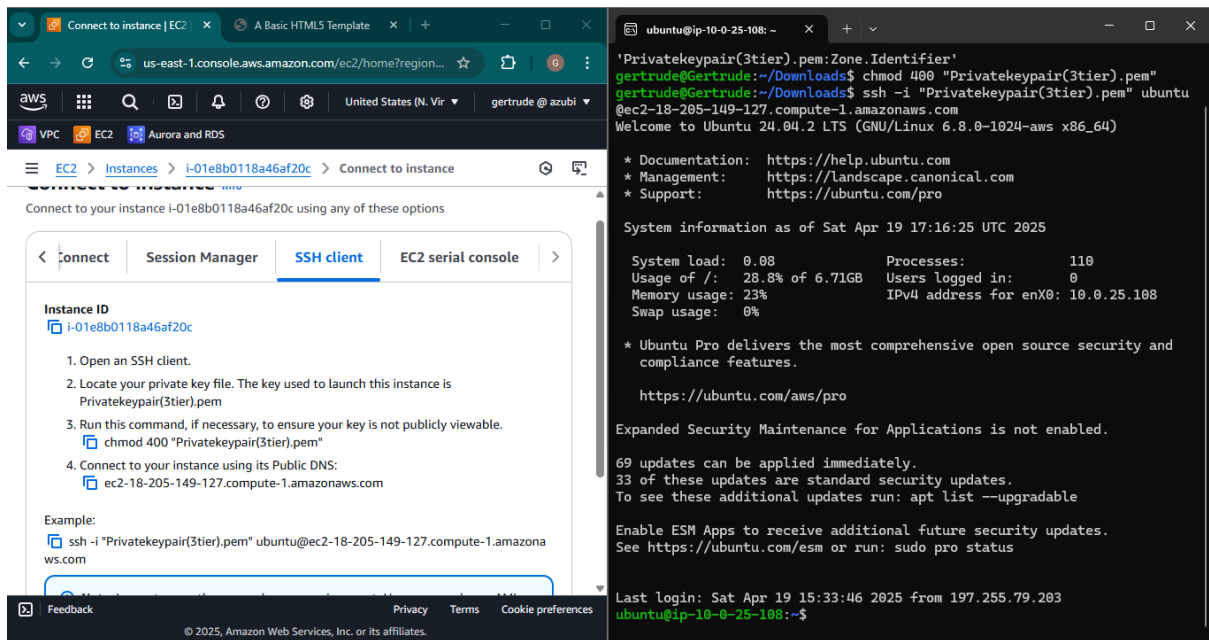 Connect to instance | EC2
A Basic HTML5 Template
us-east-1.console.aws.amazon.com/ec2/home?region...
G
aws
United States (N. Vir
gertrude @ azubi
VPC
EC2
Aurora and RDS
EC2 > Instances > i-01e8b0118a46af20c > Connect to instance
Connect to instance Info
Connect to your instance i-01e8b0118a46af20c using any of these options
Connect
Session Manager
SSH client
EC2 serial console
Instance ID
i-01e8b0118a46af20c
1. Open an SSH client.
2. Locate your private key file. The key used to launch this instance is
Privatekeypair(3tier).pem
3. Run this command, if necessary, to ensure your key is not publicly viewable.
chmod 400 "Privatekeypair(3tier).pem"
4. Connect to your instance using its Public DNS:
ec2-18-205-149-127.compute-1.amazonaws.com
Example:
ssh -i "Privatekeypair(3tier).pem" ubuntu@ec2-18-205-149-127.compute-1.amazona
ws.com
Feedback
Privacy
Terms
Cookie preferences
© 2025, Amazon Web Services, Inc. or its affiliates.
ubuntu@ip-10-0-25-108: ~
'Privatekeypair(3tier).pem:Zone.Identifier'
gertrude@Gertrude:~/Downloads$ chmod 400 "Privatekeypair(3tier).pem"
gertrude@Gertrude:~/Downloads$ ssh -i "Privatekeypair(3tier).pem" ubuntu
@ec2-18-205-149-127.compute-1.amazonaws.com
Welcome to Ubuntu 24.04.2 LTS (GNU/Linux 6.8.0-1024-aws x86_64)
* Documentation: https://help.ubuntu.com
* Management: https://landscape.canonical.com
* Support: https://ubuntu.com/pro
System information as of Sat Apr 19 17:16:25 UTC 2025
System load: 0.08 Processes: 110
Usage of /: 28.8% of 6.71GB Users logged in: 0
Memory usage: 23% IPv4 address for enX0: 10.0.25.108
Swap usage: 0%
* Ubuntu Pro delivers the most comprehensive open source security and
compliance features.
https://ubuntu.com/aws/pro
Expanded Security Maintenance for Applications is not enabled.
69 updates can be applied immediately.
33 of these updates are standard security updates.
To see these additional updates run: apt list --upgradable
Enable ESM Apps to receive additional future security updates.
See https://ubuntu.com/esm or run: sudo pro status
Last login: Sat Apr 19 15:33:46 2025 from 197.255.79.203
ubuntu@ip-10-0-25-108:~$